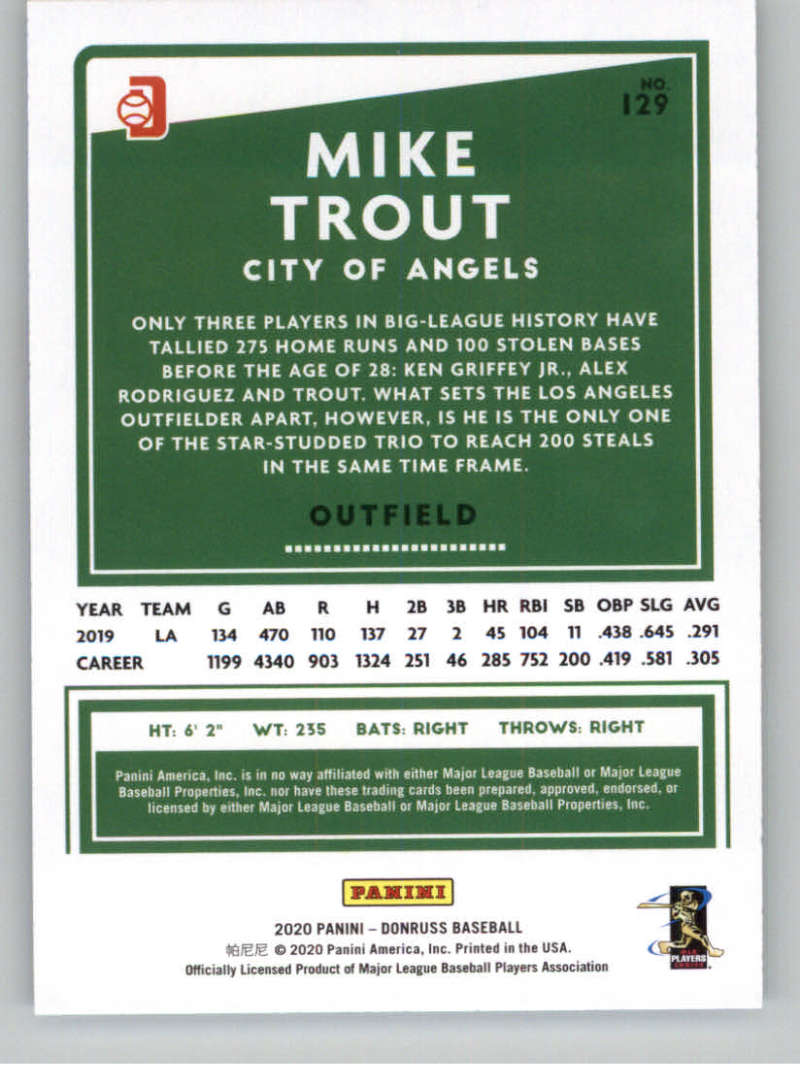 NO.
129
MIKE
TROUT
CITY OF ANGELS
ONLY THREE PLAYERS IN BIG-LEAGUE HISTORY HAVE
TALLIED 275 HOME RUNS AND 100 STOLEN BASES
BEFORE THE AGE OF 28: KEN GRIFFEY JR., ALEX
RODRIGUEZ AND TROUT. WHAT SETS THE LOS ANGELES
OUTFIELDER APART, HOWEVER, IS HE IS THE ONLY ONE
OF THE STAR-STUDDED TRIO TO REACH 200 STEALS
IN THE SAME TIME FRAME.
OUTFIELD
YEAR TEAM G AB R H 2B 3B HR RBI SB OBP SLG AVG
2019 LA 134 470 110 137 27 2 45 104 11 .438 .645 .291
CAREER 1199 4340 903 1324 251 46 285 752 200 .419 .581 .305
HT: 6' 2" WT: 235 BATS: RIGHT THROWS: RIGHT
Panini America, Inc. is in no way affiliated with either Major League Baseball or Major League
Baseball Properties, Inc. nor have these trading cards been prepared, approved, endorsed, or
licensed by either Major League Baseball or Major League Baseball Properties, Inc.
PANINI
2020 PANINI – DONRUSS BASEBALL
帕尼尼 © 2020 Panini America, Inc. Printed in the USA.
Officially Licensed Product of Major League Baseball Players Association
PLAYERS